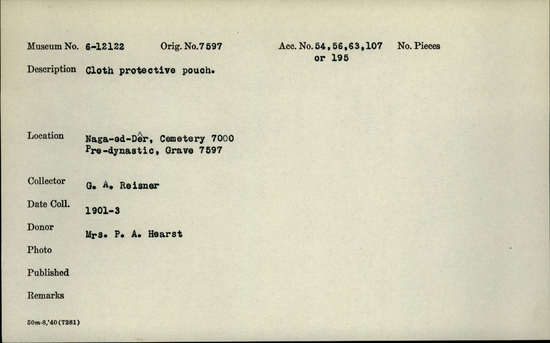 Museum No. 6-12122 Orig. No. 7597 Acc. No. 54,56,63,107 No. Pieces
or 195
Description Cloth protective pouch.
Location Naga-ed-Dêr, Cemetery 7000
Pre-dynastic, Grave 7597
Collector G. A. Reisner
Date Coll. 1901-3
Donor Mrs. P. A. Hearst
Photo
Published
Remarks
50m-8,'40(7281)